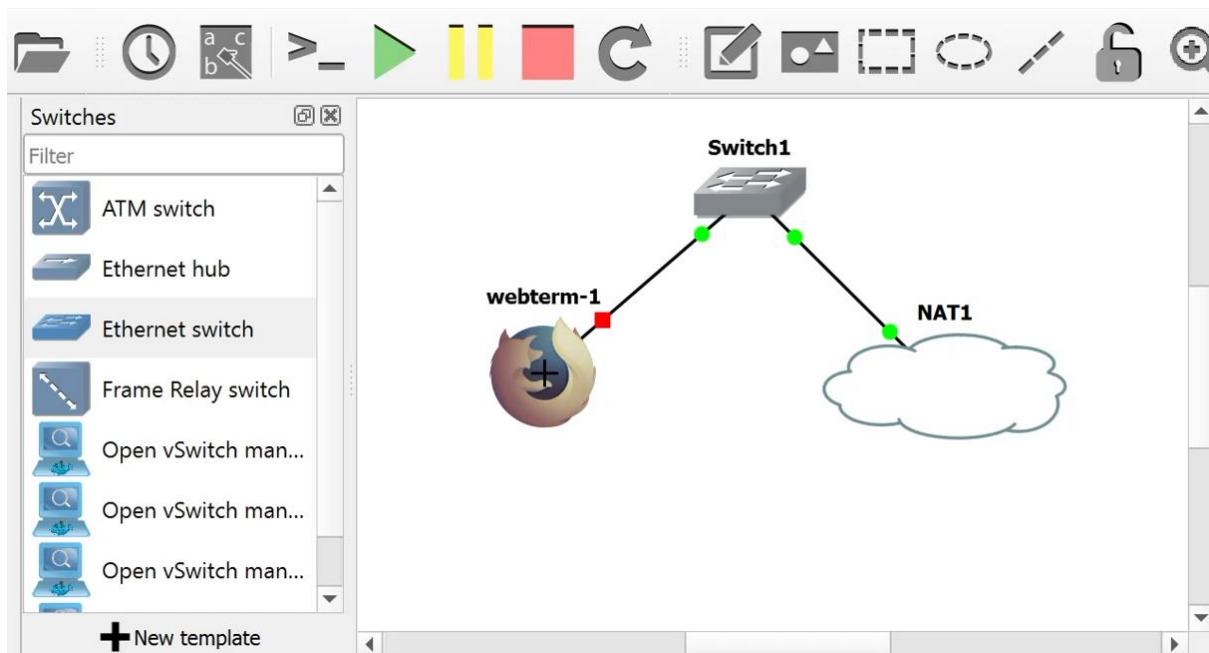 a c
b
>_
Switches
Filter
ATM switch
Ethernet hub
Ethernet switch
Frame Relay switch
Open vSwitch man...
Open vSwitch man...
Open vSwitch man...
New template
Switch1
webterm-1
NAT1